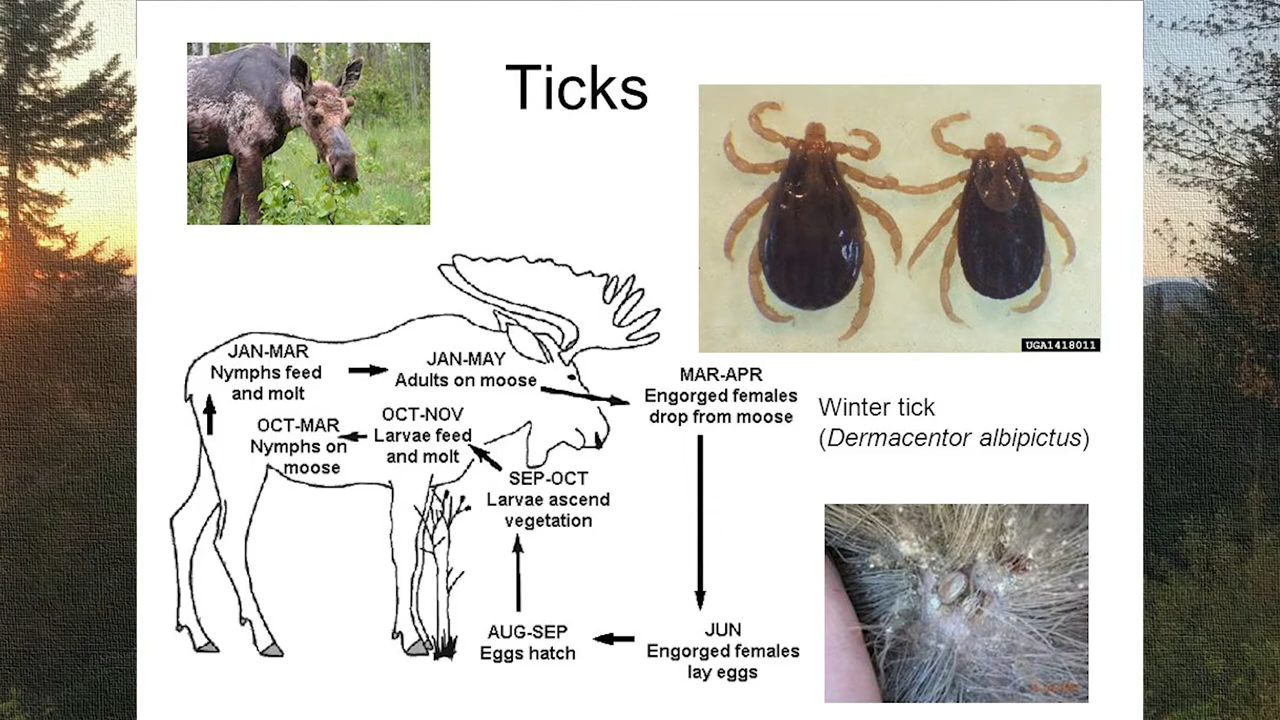 Ticks
UGA1418011
JAN-MAR
Nymphs feed
and molt
JAN-MAY
Adults on moose
MAR-APR
Engorged females
drop from moose
Winter tick
(Dermacentor albipictus)
OCT-MAR
Nymphs on
moose
OCT-NOV
Larvae feed
and molt
SEP-OCT
Larvae ascend
vegetation
AUG-SEP
Eggs hatch
JUN
Engorged females
lay eggs